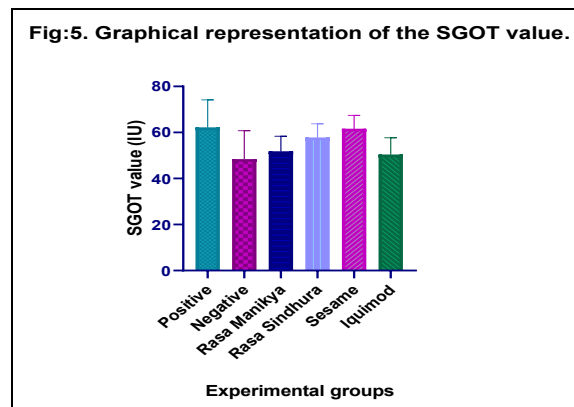 Fig:5. Graphical representation of the SGOT value.
80
60
40
20
0
SGOT value (IU)
Positive
Negative
Rasa Manikya
Rasa Sindhura
Sesame
Iquimod
Experimental groups